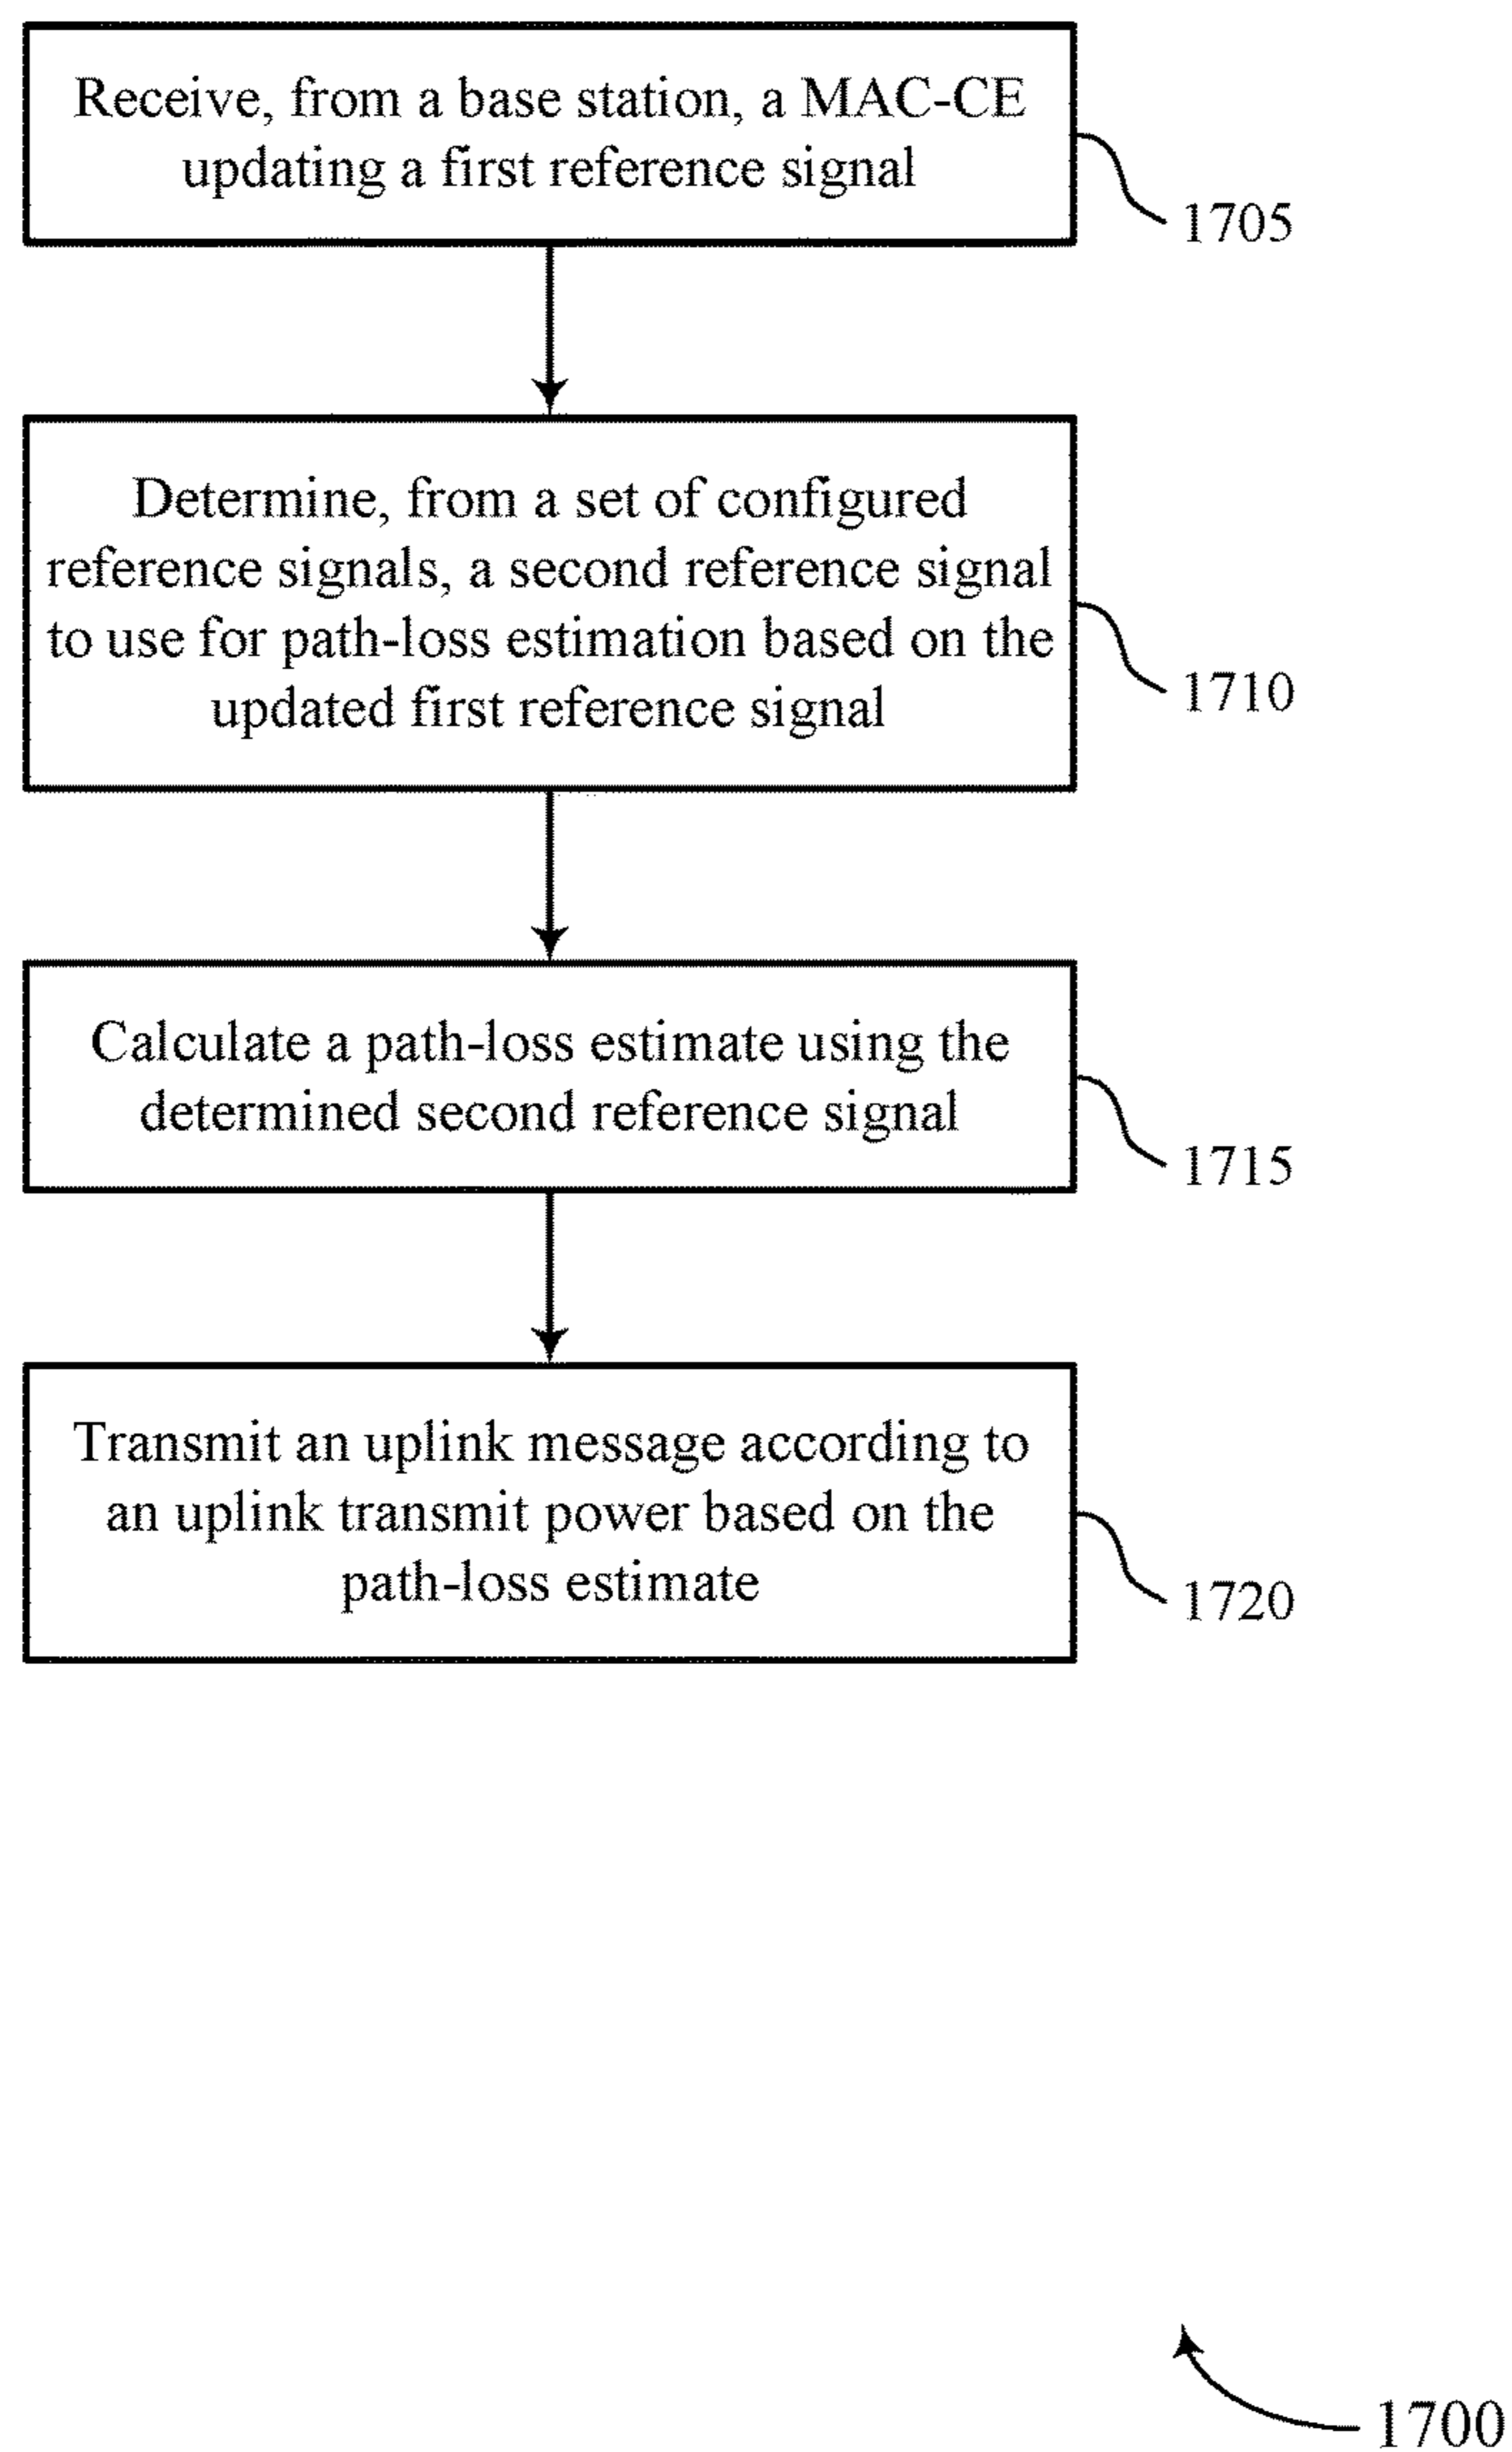 Receive, from a base station, a MAC-CE
updating a first reference signal
1705
Determine, from a set of configured
reference signals, a second reference signal
to use for path-loss estimation based on the
updated first reference signal
1710
Calculate a path-loss estimate using the
determined second reference signal
1715
Transmit an uplink message according to
an uplink transmit power based on the
path-loss estimate
1720
1700